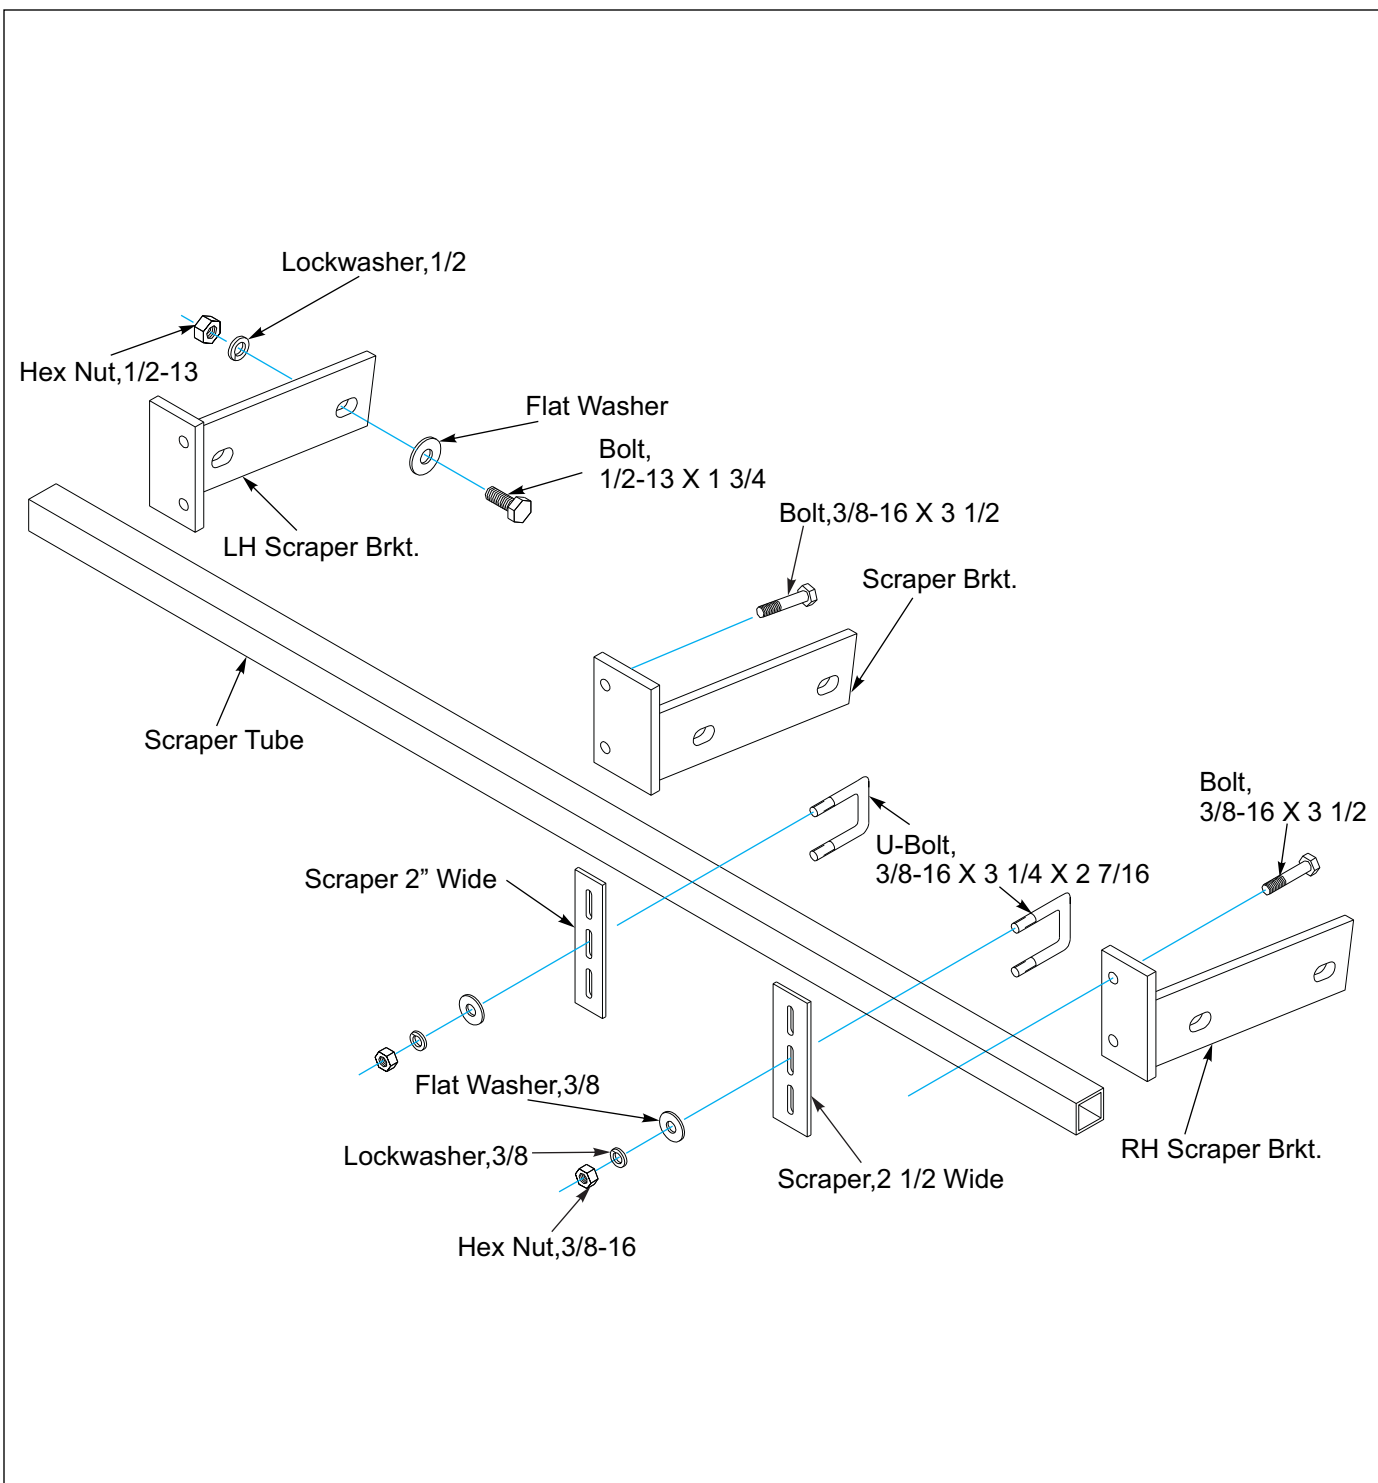 Lockwasher,1/2
Hex Nut,1/2-13
Flat Washer
Bolt,
1/2-13 X 1 3/4
Bolt,3/8-16 X 3 1/2
LH Scraper Brkt.
Scraper Brkt.
Scraper Tube
Bolt,
3/8-16 X 3 1/2
U-Bolt,
3/8-16 X 3 1/4 X 2 7/16
Scraper 2” Wide
Flat Washer,3/8
Lockwasher,3/8
RH Scraper Brkt.
Scraper,2 1/2 Wide
Hex Nut,3/8-16